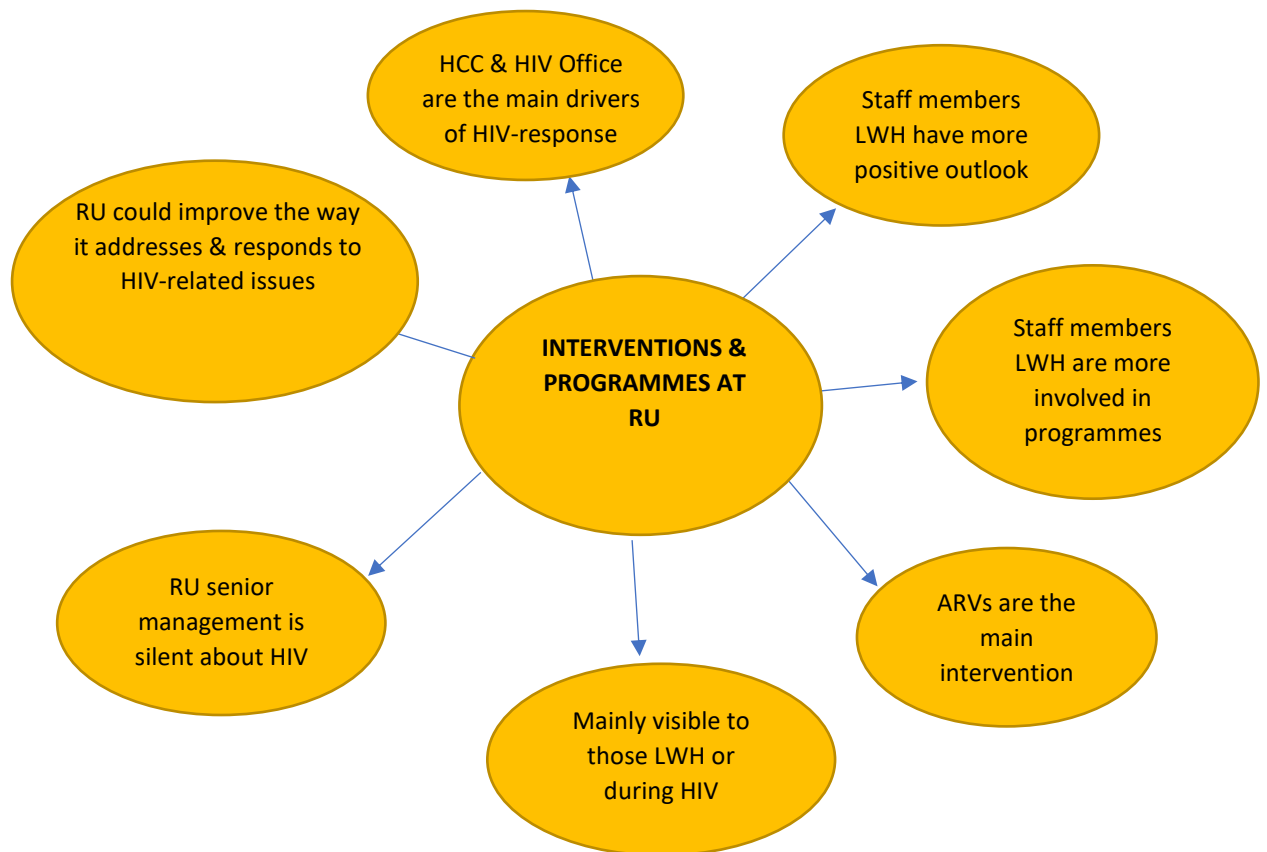 HCC & HIV Office
are the main drivers
of HIV-response
Staff members
LWH have more
positive outlook
RU could improve the way
it addresses & responds to
HIV-related issues
INTERVENTIONS &
PROGRAMMES AT
RU
Staff members
LWH are more
involved in
programmes
RU senior
management is
silent about HIV
ARVs are the
main
intervention
Mainly visible to
those LWH or
during HIV